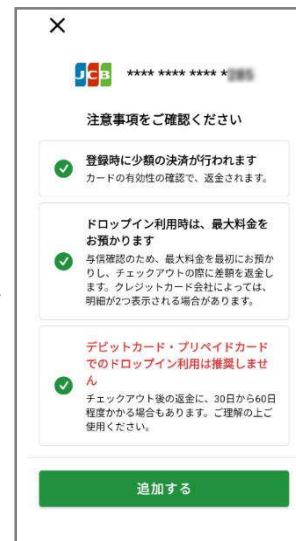 ×
JCB **** **** **** *
注意事項をご確認ください
登録時に少額の決済が行われます
カードの有効性の確認で、返金されます。
ドロップイン利用時は、最大料金を
お預かります
与信確認のため、最大料金を最初にお預か
りし、チェックアウトの際に差額を返金し
ます。クレジットカード会社によっては、
明細が2つ表示される場合があります。
デビットカード・プリペイドカード
でのドロップイン利用は推奨しませ
ん
チェックアウト後の返金に、30日から60日
程度かかる場合もあります。ご理解の上ご
使用ください。
追加する